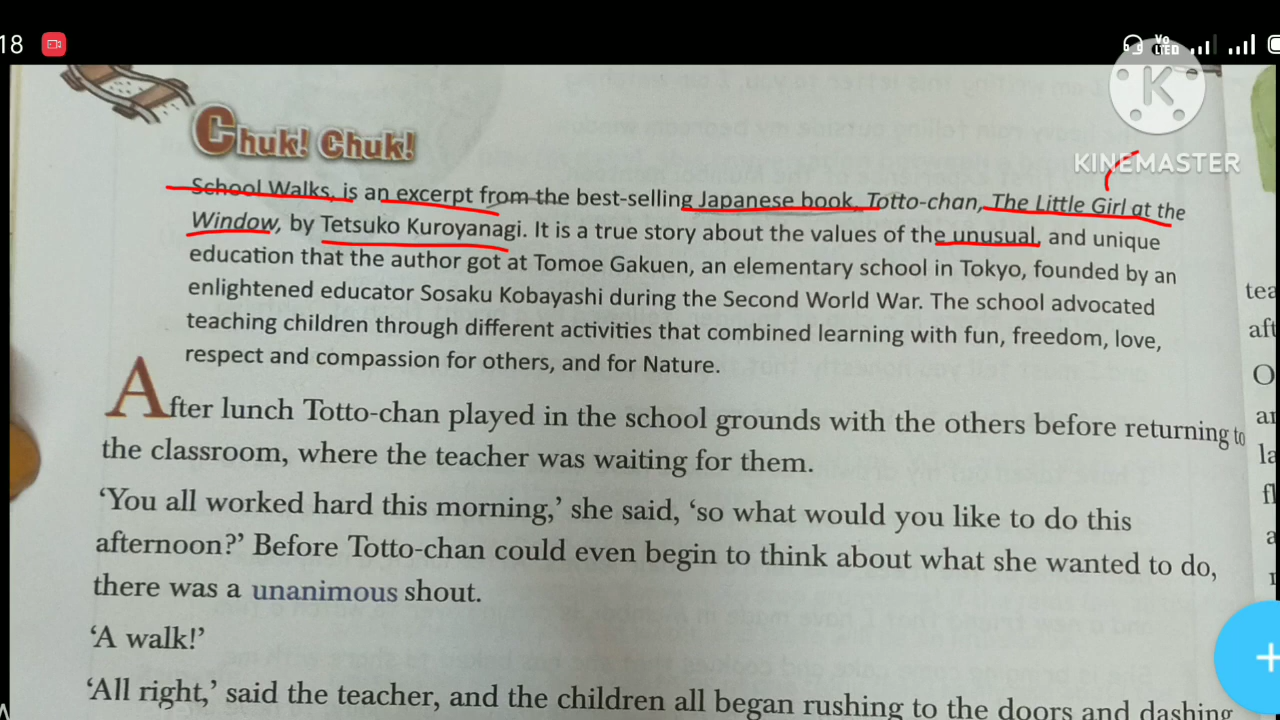 18
Vo
LTED
K
KINEMASTER
Chuk! Chuk!
School Walks, is an excerpt from the best-selling Japanese book, Totto-chan, The Little Girl at the
Window, by Tetsuko Kuroyanagi. It is a true story about the values of the unusual, and unique
education that the author got at Tomoe Gakuen, an elementary school in Tokyo, founded by an
enlightened educator Sosaku Kobayashi during the Second World War. The school advocated
teaching children through different activities that combined learning with fun, freedom, love,
respect and compassion for others, and for Nature.
After lunch Totto-chan played in the school grounds with the others before returning to
the classroom, where the teacher was waiting for them.
‘You all worked hard this morning,’ she said, ‘so what would you like to do this
afternoon?’ Before Totto-chan could even begin to think about what she wanted to do,
there was a unanimous shout.
‘A walk!’
‘All right,’ said the teacher, and the children all began rushing to the doors and dashing
tea
aft
O
la